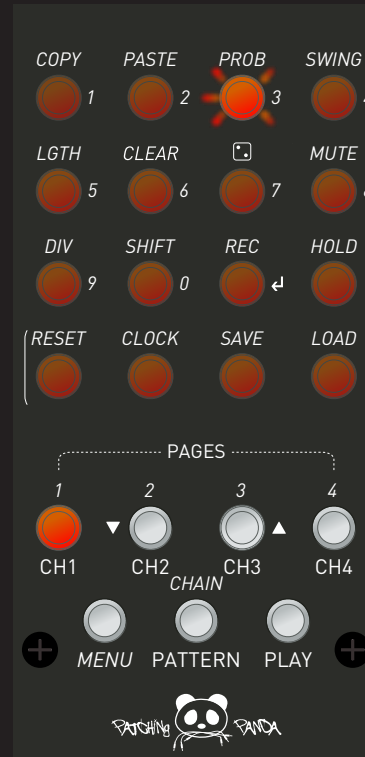 COPY PASTE PROB SWING
1 2 3
LGTH CLEAR MUTE
5 6 7
DIV SHIFT REC HOLD
9 0 ↲
RESET CLOCK SAVE LOAD
PAGES
1 2 3 4
▼ ▲
CH1 CH2 CH3 CH4
CHAIN
MENU PATTERN PLAY
PATCHING PANDA